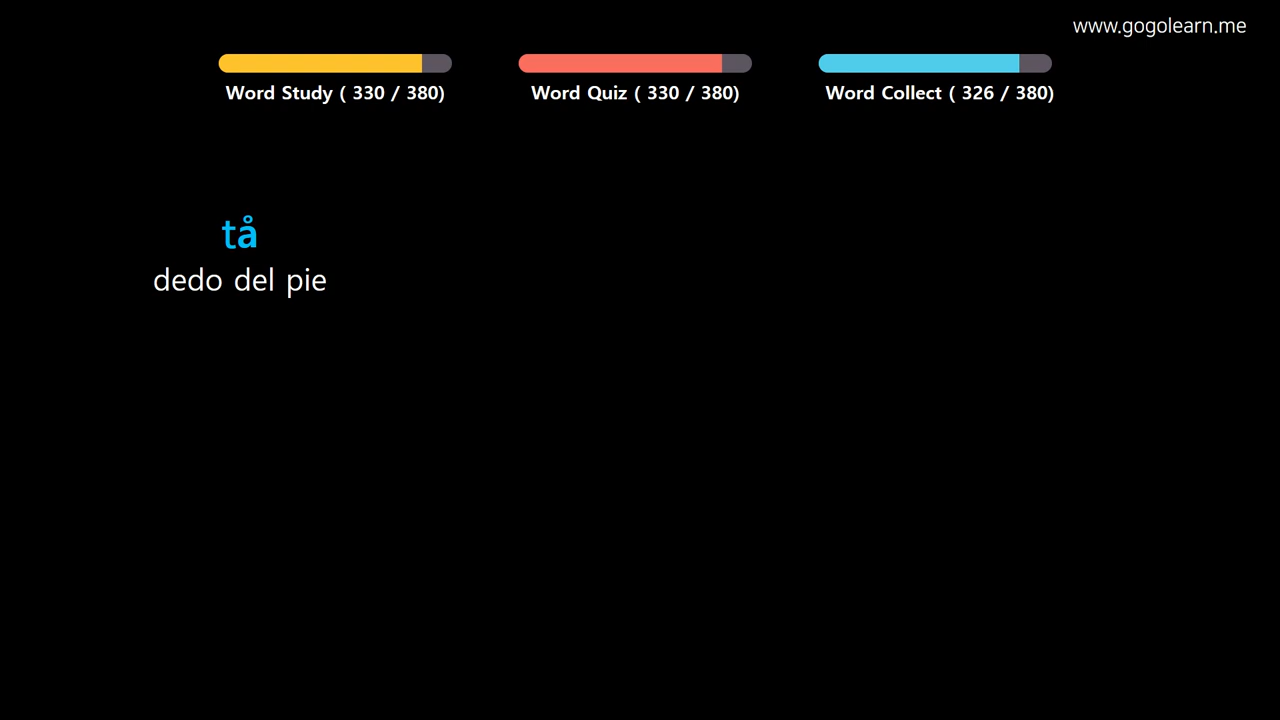 www.gogolearn.me
Word Study ( 330 / 380)
Word Quiz ( 330 / 380)
Word Collect ( 326 / 380)
tå
dedo del pie